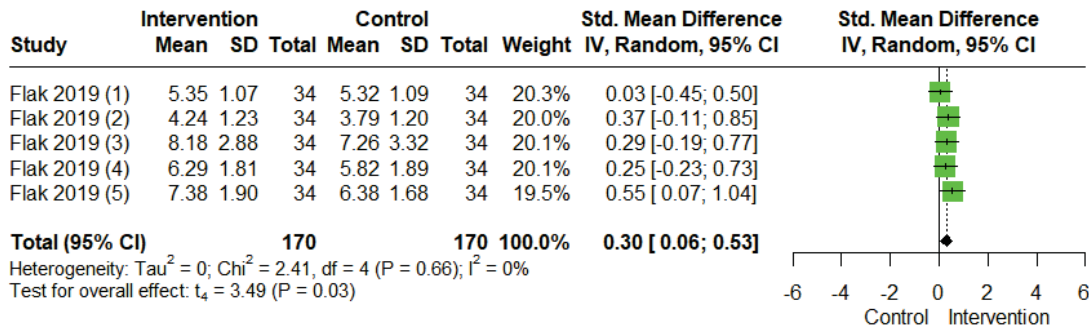 Intervention Control Std. Mean Difference Std. Mean Difference
Study Mean SD Total Mean SD Total Weight IV, Random, 95% CI IV, Random, 95% CI
Flak 2019 (1) 5.35 1.07 34 5.32 1.09 34 20.3% 0.03 [-0.45; 0.50]
Flak 2019 (2) 4.24 1.23 34 3.79 1.20 34 20.0% 0.37 [-0.11; 0.85]
Flak 2019 (3) 8.18 2.88 34 7.26 3.32 34 20.1% 0.29 [-0.19; 0.77]
Flak 2019 (4) 6.29 1.81 34 5.82 1.89 34 20.1% 0.25 [-0.23; 0.73]
Flak 2019 (5) 7.38 1.90 34 6.38 1.68 34 19.5% 0.55 [ 0.07; 1.04]
Total (95% CI) 170 170 100.0% 0.30 [ 0.06; 0.53]
Heterogeneity: Tau² = 0; Chi² = 2.41, df = 4 (P = 0.66); I² = 0%
Test for overall effect: t₄ = 3.49 (P = 0.03)
-6 -4 -2 0 2 4 6
Control Intervention